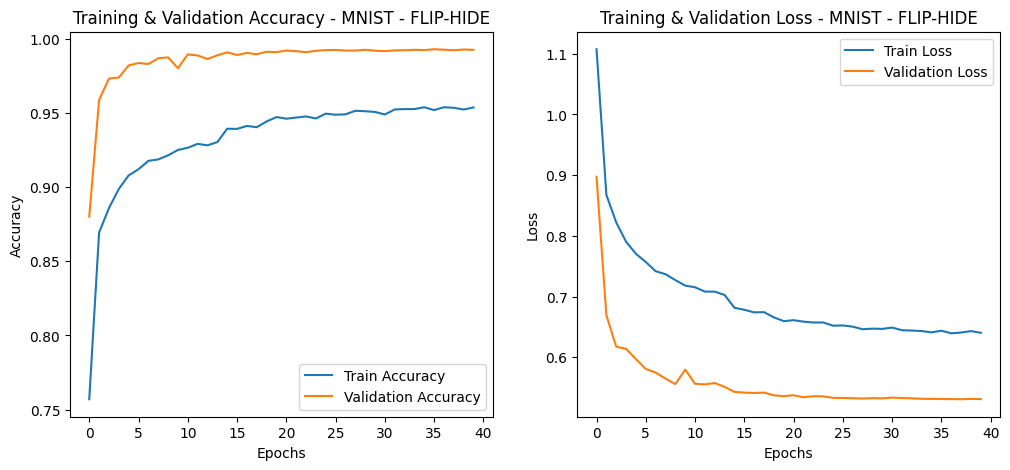 Training & Validation Accuracy - MNIST - FLIP-HIDE
1.00
0.95
0.90
0.85
0.80
0.75
Accuracy
0 5 10 15 20 25 30 35 40
Epochs
Train Accuracy
Validation Accuracy
Training & Validation Loss - MNIST - FLIP-HIDE
1.1
1.0
0.9
0.8
0.7
0.6
Loss
0 5 10 15 20 25 30 35 40
Epochs
Train Loss
Validation Loss